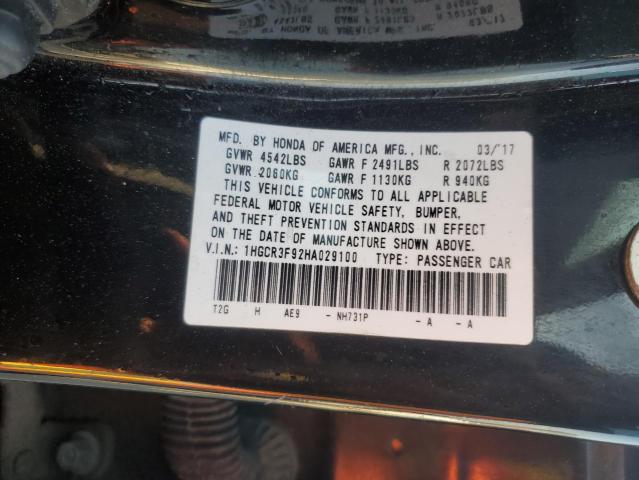 MFD. BY HONDA OF AMERICA MFG., INC. 03/'17
GVWR 4542LBS GAWR F 2491LBS R 2072LBS
GVWR 2060KG GAWR F 1130KG R 940KG
THIS VEHICLE CONFORMS TO ALL APPLICABLE
FEDERAL MOTOR VEHICLE SAFETY, BUMPER,
AND THEFT PREVENTION STANDARDS IN EFFECT
ON THE DATE OF MANUFACTURE SHOWN ABOVE.
V.I.N.: 1HGCR3F92HA029100 TYPE: PASSENGER CAR
T2G H AE9 - NH731P - A - A